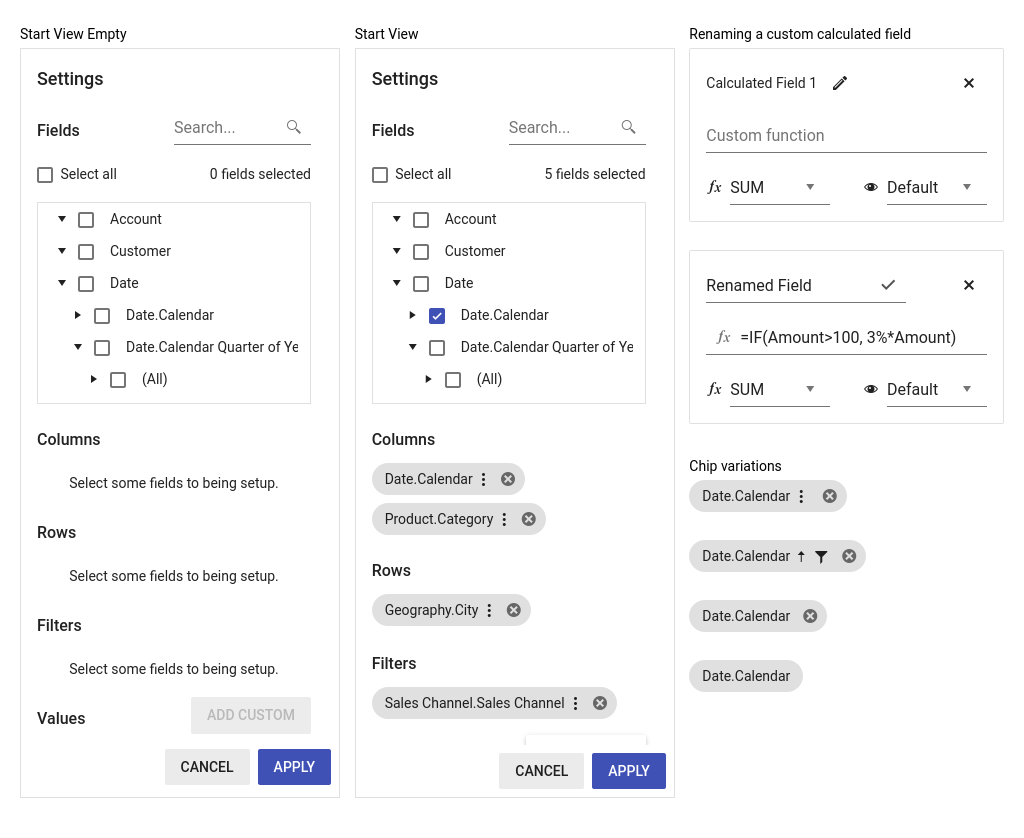 Start View Empty
Settings
Fields
Search...
Select all
0 fields selected
Account
Customer
Date
Date.Calendar
Date.Calendar Quarter of Ye
(All)
Columns
Select some fields to being setup.
Rows
Select some fields to being setup.
Filters
Select some fields to being setup.
Values
ADD CUSTOM
CANCEL
APPLY
Start View
Settings
Fields
Search...
Select all
5 fields selected
Account
Customer
Date
Date.Calendar
Date.Calendar Quarter of Ye
(All)
Columns
Date.Calendar
Product.Category
Rows
Geography.City
Filters
Sales Channel.Sales Channel
CANCEL
APPLY
Renaming a custom calculated field
Calculated Field 1
Custom function
fx SUM
Default
Renamed Field
fx =IF(Amount>100, 3%*Amount)
fx SUM
Default
Chip variations
Date.Calendar
Date.Calendar
Date.Calendar
Date.Calendar